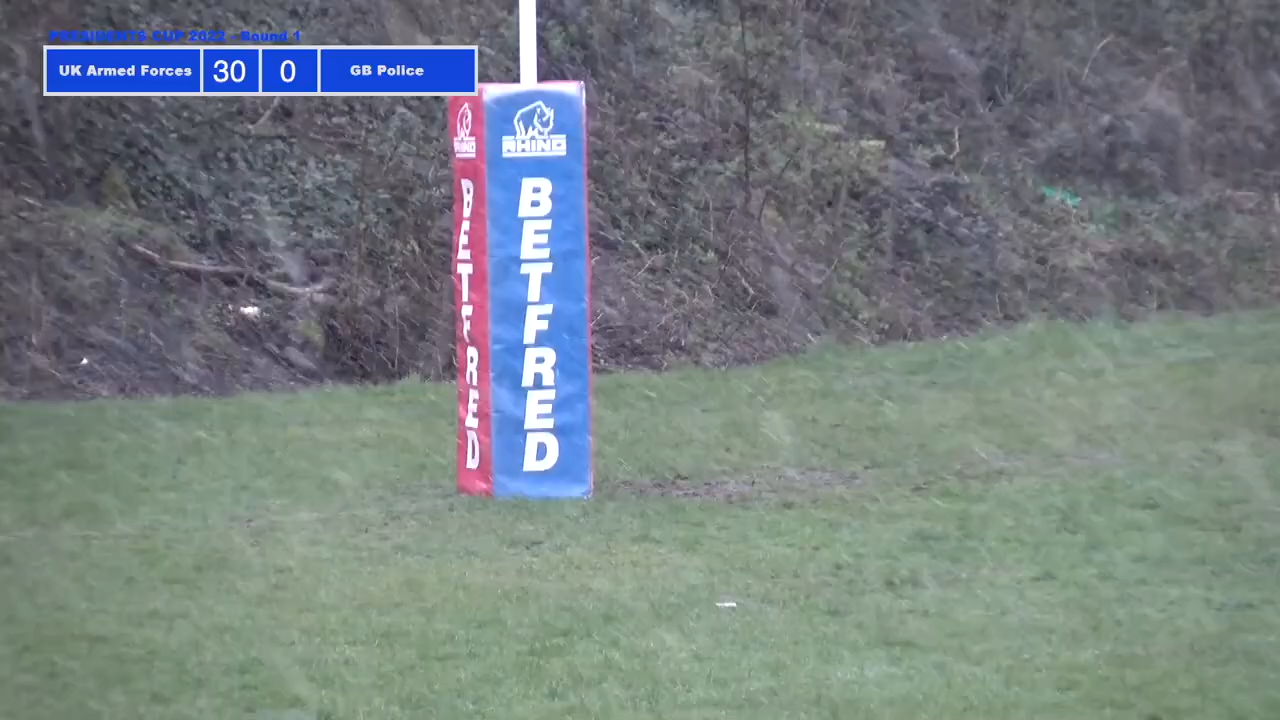 PRESIDENTS CUP 2022 - Round 1
UK Armed Forces 30 0 GB Police
RHINO RHINO
BETFRED
BETFRED